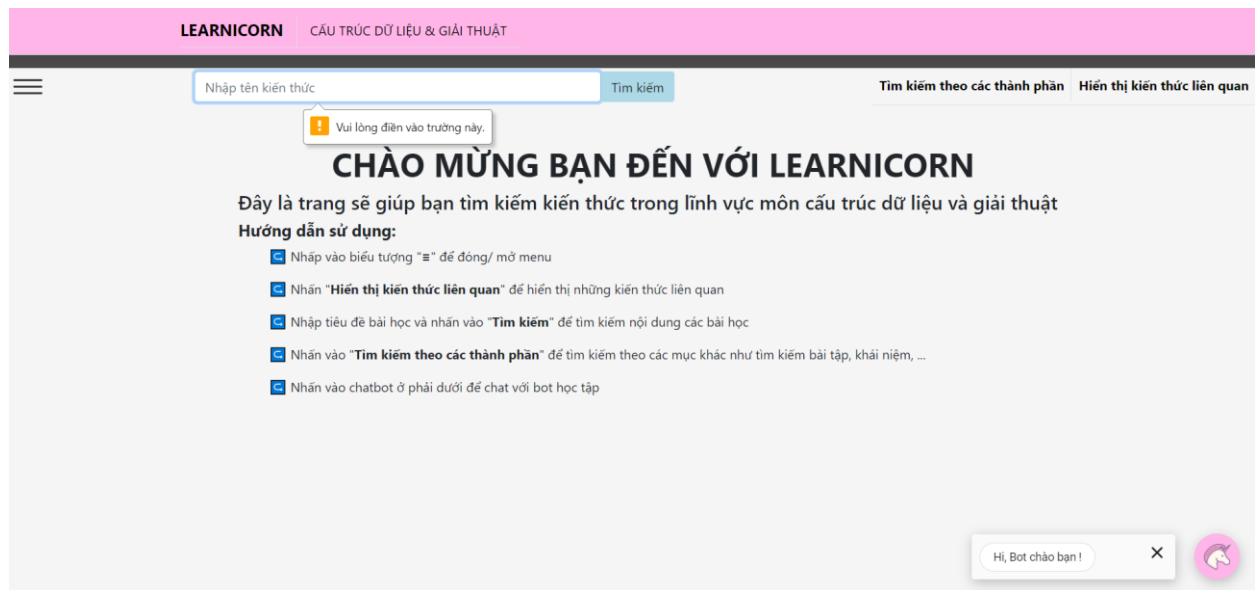 LEARNICORN CẤU TRÚC DỮ LIỆU & GIẢI THUẬT
Nhập tên kiến thức Tìm kiếm Tìm kiếm theo các thành phần Hiển thị kiến thức liên quan
Vui lòng điền vào trường này.
CHÀO MỪNG BẠN ĐẾN VỚI LEARNICORN
Đây là trang sẽ giúp bạn tìm kiếm kiến thức trong lĩnh vực môn cấu trúc dữ liệu và giải thuật
Hướng dẫn sử dụng:
Nhấp vào biểu tượng "≡" để đóng/ mở menu
Nhấn "Hiển thị kiến thức liên quan" để hiển thị những kiến thức liên quan
Nhập tiêu đề bài học và nhấn vào "Tìm kiếm" để tìm kiếm nội dung các bài học
Nhấn vào "Tìm kiếm theo các thành phần" để tìm kiếm theo các mục khác như tìm kiếm bài tập, khái niệm, ...
Nhấn vào chatbot ở phải dưới để chat với bot học tập
Hi, Bot chào bạn !